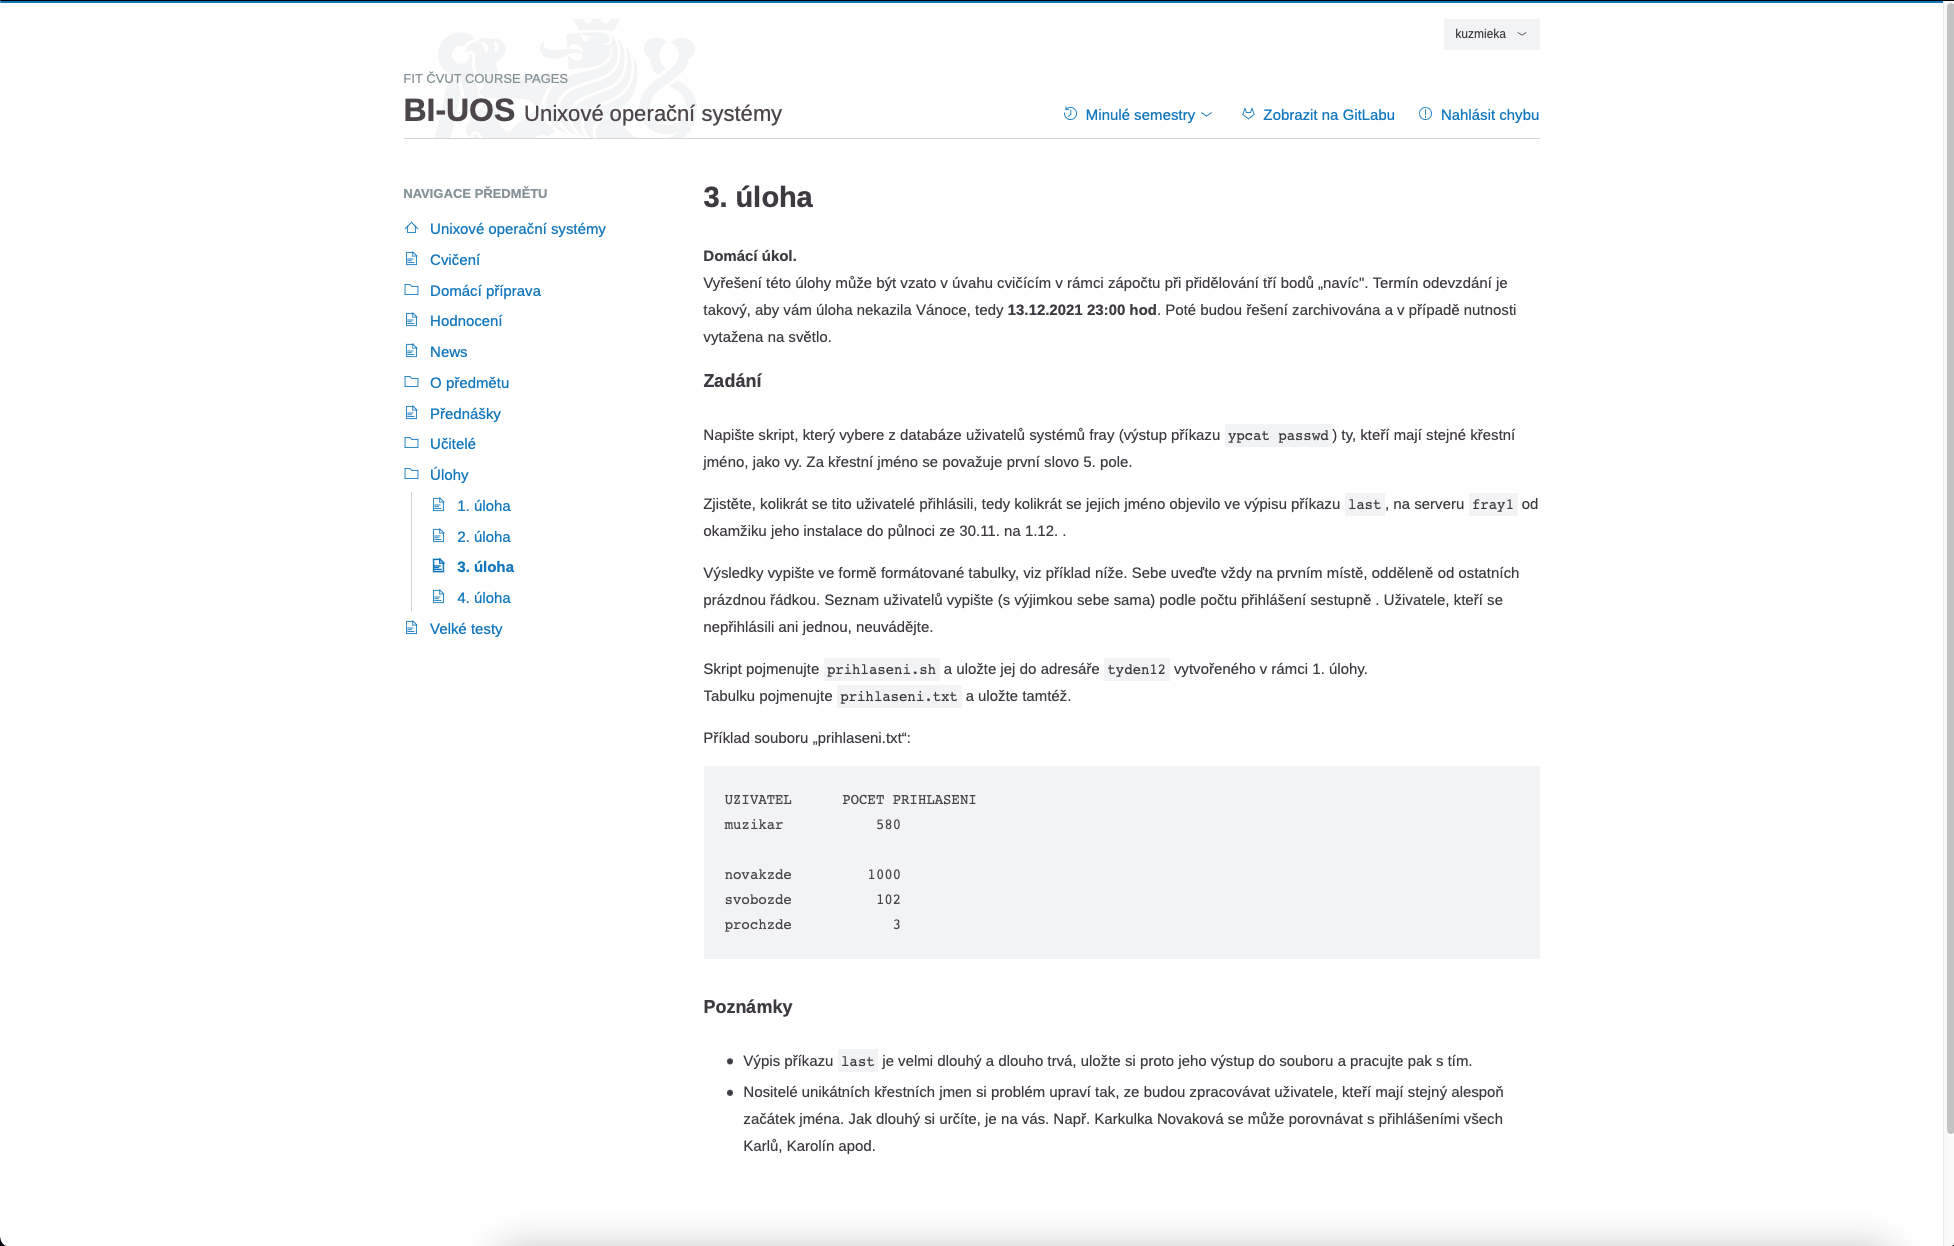 kuzmieka
FIT ČVUT COURSE PAGES
BI-UOS Unixové operační systémy
Minulé semestry
Zobrazit na GitLabu
Nahlásit chybu
NAVIGACE PŘEDMĚTU
Unixové operační systémy
Cvičení
Domácí příprava
Hodnocení
News
O předmětu
Přednášky
Učitelé
Úlohy
1. úloha
2. úloha
3. úloha
4. úloha
Velké testy
3. úloha
Domácí úkol.
Vyřešení této úlohy může být vzato v úvahu cvičícím v rámci zápočtu při přidělování tří bodů „navíc". Termín odevzdání je
takový, aby vám úloha nekazila Vánoce, tedy 13.12.2021 23:00 hod. Poté budou řešení zarchivována a v případě nutnosti
vytažena na světlo.
Zadání
Napište skript, který vybere z databáze uživatelů systémů fray (výstup příkazu ypcat passwd) ty, kteří mají stejné křestní
jméno, jako vy. Za křestní jméno se považuje první slovo 5. pole.
Zjistěte, kolikrát se tito uživatelé přihlásili, tedy kolikrát se jejich jméno objevilo ve výpisu příkazu last, na serveru fray1 od
okamžiku jeho instalace do půlnoci ze 30.11. na 1.12. .
Výsledky vypište ve formě formátované tabulky, viz příklad níže. Sebe uveďte vždy na prvním místě, odděleně od ostatních
prázdnou řádkou. Seznam uživatelů vypište (s výjimkou sebe sama) podle počtu přihlášení sestupně . Uživatele, kteří se
nepřihlásili ani jednou, neuvádějte.
Skript pojmenujte prihlaseni.sh a uložte jej do adresáře tyden12 vytvořeného v rámci 1. úlohy.
Tabulku pojmenujte prihlaseni.txt a uložte tamtéž.
Příklad souboru „prihlaseni.txt“:
UZIVATEL      POCET PRIHLASENI
muzikar           580
novakzde         1000
svobozde          102
prochzde            3
Poznámky
Výpis příkazu last je velmi dlouhý a dlouho trvá, uložte si proto jeho výstup do souboru a pracujte pak s tím.
Nositelé unikátních křestních jmen si problém upraví tak, ze budou zpracovávat uživatele, kteří mají stejný alespoň
začátek jména. Jak dlouhý si určíte, je na vás. Např. Karkulka Novaková se může porovnávat s přihlášeními všech
Karlů, Karolín apod.